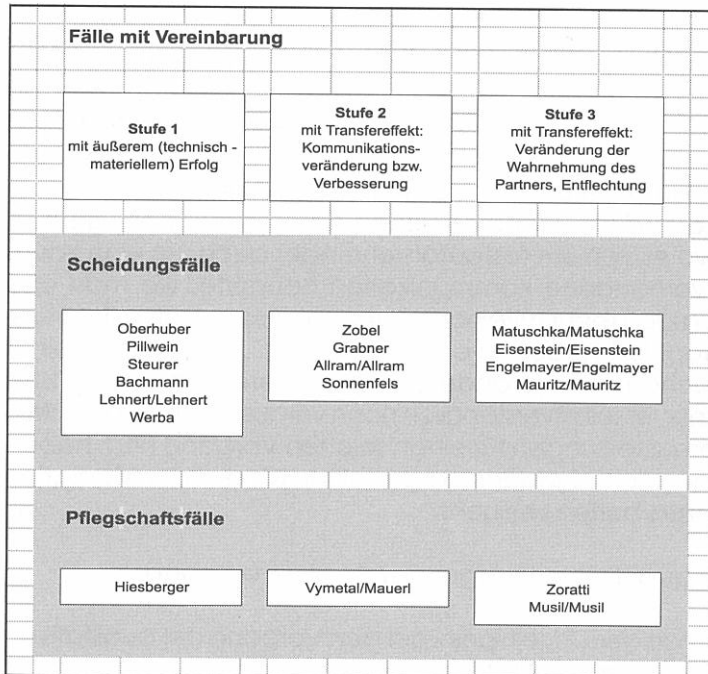 Fälle mit Vereinbarung
Stufe 1
mit äußerem (technisch -
materiellem) Erfolg
Stufe 2
mit Transfereffekt:
Kommunikations-
veränderung bzw.
Verbesserung
Stufe 3
mit Transfereffekt:
Veränderung der
Wahrnehmung des
Partners, Entflechtung
Scheidungsfälle
Oberhuber
Pillwein
Steurer
Bachmann
Lehnert/Lehnert
Werba
Zobel
Grabner
Allram/Allram
Sonnenfels
Matuschka/Matuschka
Eisenstein/Eisenstein
Engelmayer/Engelmayer
Mauritz/Mauritz
Pflegschaftsfälle
Hiesberger
Vymetal/Mauerl
Zoratti
Musil/Musil